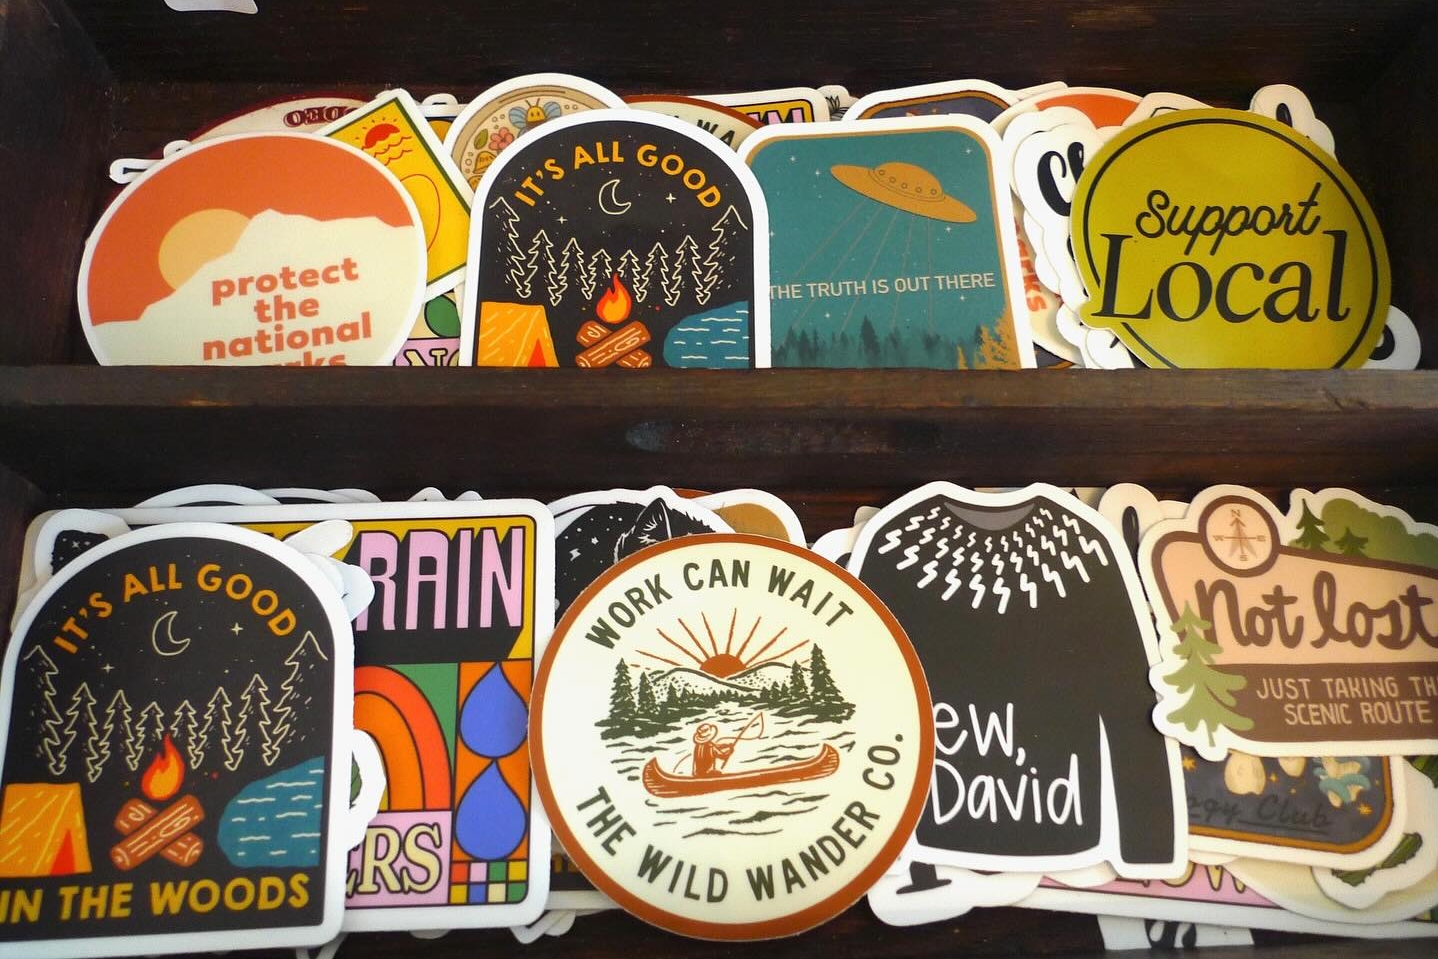 protect
the
national
IT'S ALL GOOD
THE TRUTH IS OUT THERE
Support
Local
IT'S ALL GOOD
IN THE WOODS
RAIN
WORK CAN WAIT
THE WILD WANDER CO.
ew,
David
Not lost
JUST TAKING
SCENIC ROUTE
Club